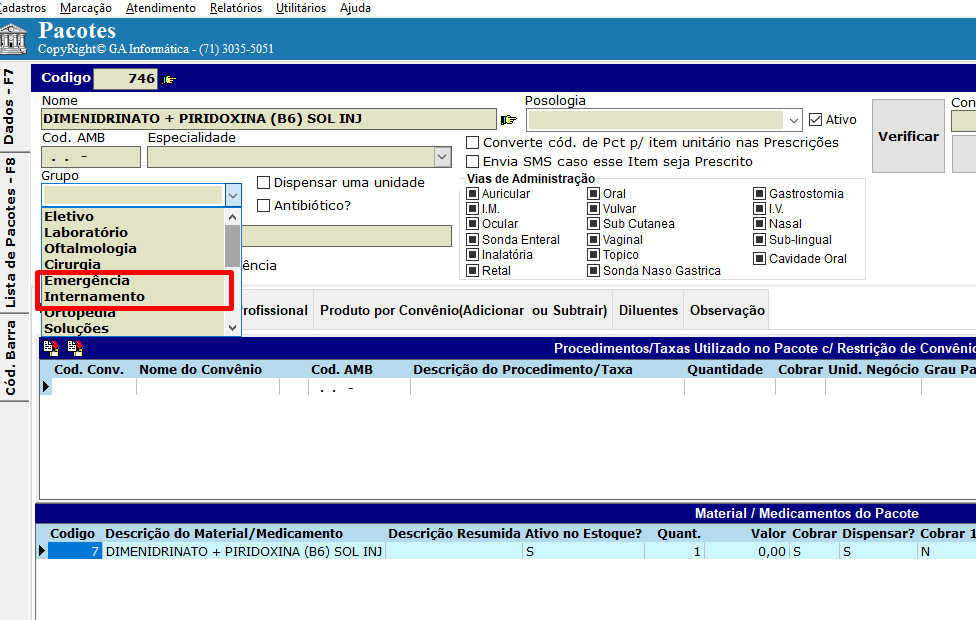 Cadastros Marcação Atendimento Relatórios Utilitários Ajuda
Pacotes
CopyRight© GA Informática - (71) 3035-5051
Dados - F7
Lista de Pacotes - F8
Cód. Barra
Codigo 746
Nome
DIMENIDRINATO + PIRIDOXINA (B6) SOL INJ
Posologia
Ativo
Verificar
Con
Cod. AMB Especialidade
. . -
Converte cód. de Pct p/ item unitário nas Prescrições
Envia SMS caso esse Item seja Prescrito
Grupo
Dispensar uma unidade
Antibiótico?
Vias de Administração
Auricular Oral Gastrostomia
I.M. Vulvar I.V.
Ocular Sub Cutanea Nasal
Sonda Enteral Vaginal Sub-lingual
Inalatória Topico Cavidade Oral
Retal Sonda Naso Gastrica
Eletivo
Laboratório
Oftalmologia
Cirurgia
Emergência
Internamento
Ortopedia
Soluções
ência
rofissional Produto por Convênio(Adicionar ou Subtrair) Diluentes Observação
Procedimentos/Taxas Utilizado no Pacote c/ Restrição de Convênio
Cod. Conv. Nome do Convênio Cod. AMB Descrição do Procedimento/Taxa Quantidade Cobrar Unid. Negócio Grau Pa
. . -
Material / Medicamentos do Pacote
Codigo Descrição do Material/Medicamento Descrição Resumida Ativo no Estoque? Quant. Valor Cobrar Dispensar? Cobrar 1
7 DIMENIDRINATO + PIRIDOXINA (B6) SOL INJ S 1 0,00 S S N